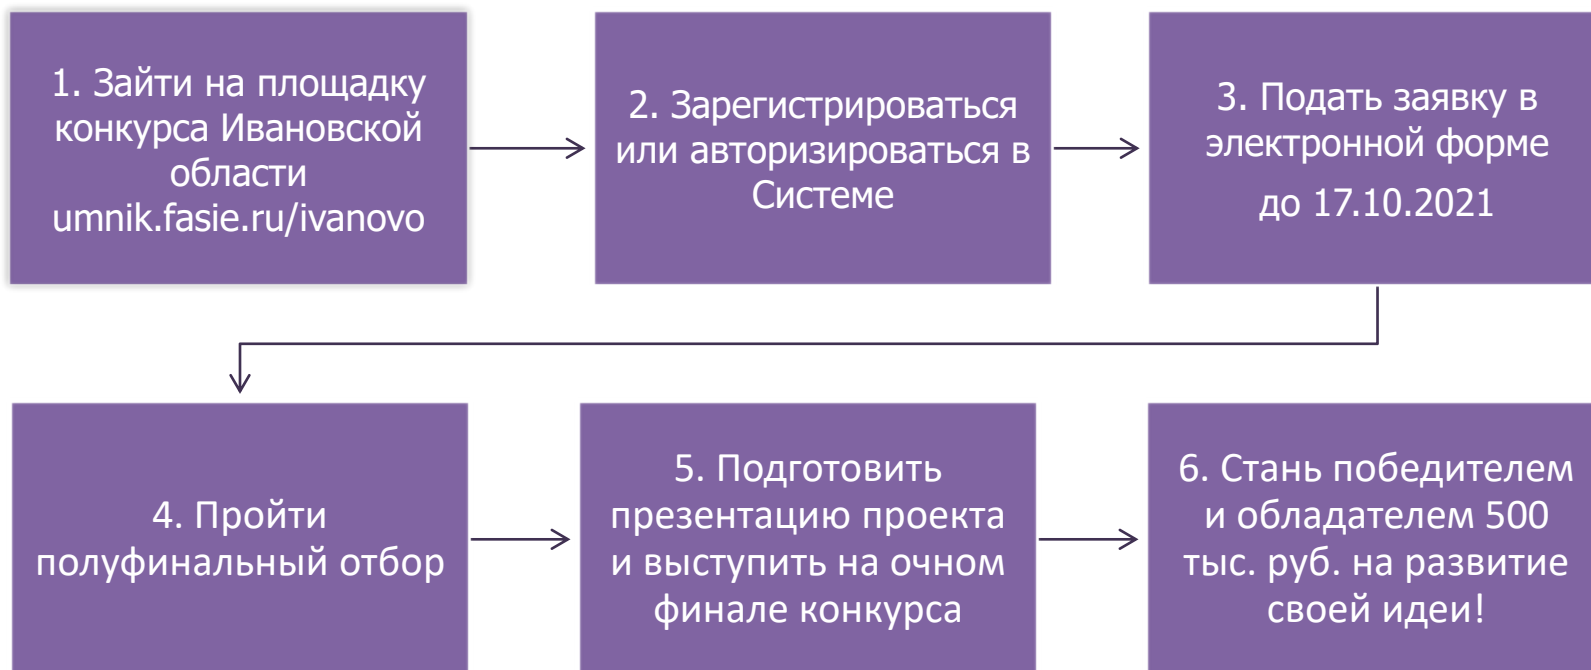 1. Зайти на площадку
конкурса Ивановской
области
umnik.fasie.ru/ivanovo
2. Зарегистрироваться
или авторизироваться в
Системе
3. Подать заявку в
электронной форме
до 17.10.2021
4. Пройти
полуфинальный отбор
5. Подготовить
презентацию проекта
и выступить на очном
финале конкурса
6. Стань победителем
и обладателем 500
тыс. руб. на развитие
своей идеи!